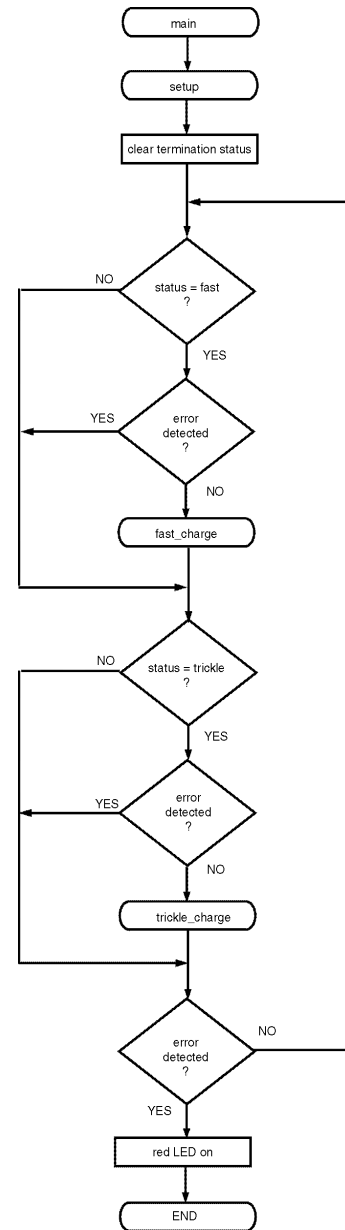 main
setup
clear termination status
NO
status = fast
?
YES
YES
error
detected
?
NO
fast_charge
NO
status = trickle
?
YES
YES
error
detected
?
NO
trickle_charge
NO
error
detected
?
YES
red LED on
END